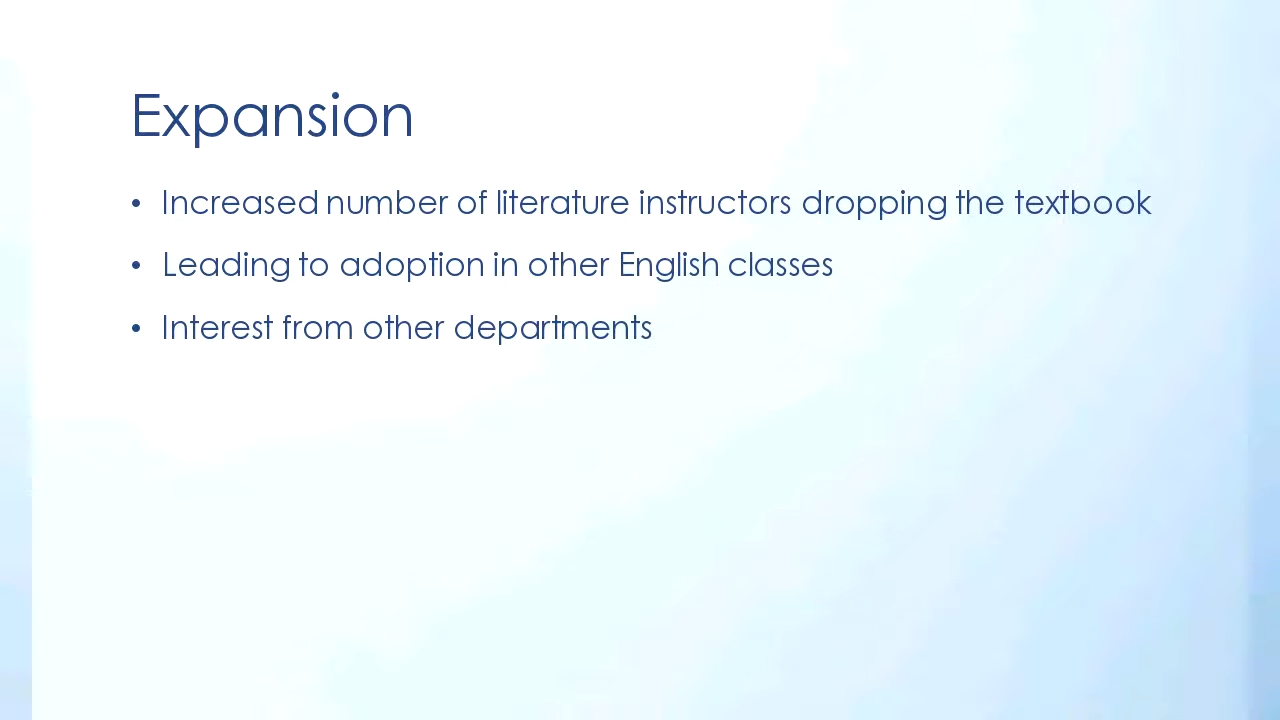 Expansion
• Increased number of literature instructors dropping the textbook
• Leading to adoption in other English classes
• Interest from other departments